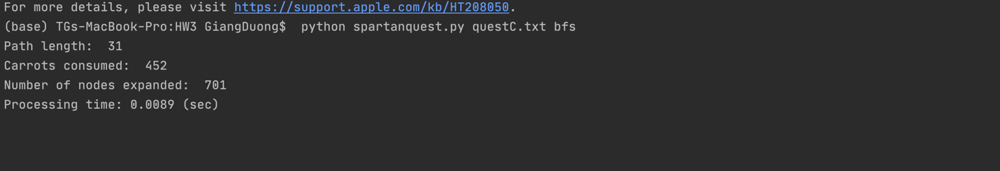 For more details, please visit https://support.apple.com/kb/HT208050.
(base) TGs-MacBook-Pro:HW3 GiangDuong$  python spartanquest.py questC.txt bfs
Path length:  31
Carrots consumed:  452
Number of nodes expanded:  701
Processing time: 0.0089 (sec)